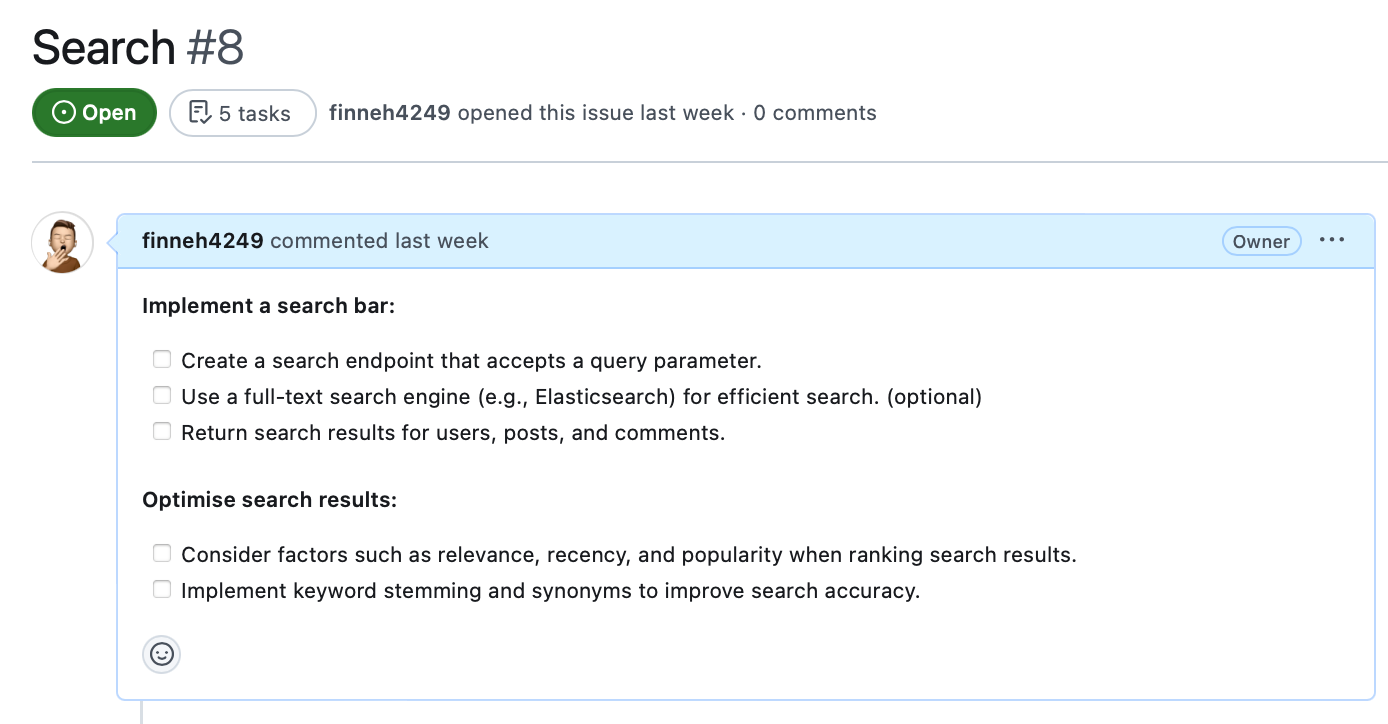 Search #8
Open 5 tasks finneh4249 opened this issue last week · 0 comments
finneh4249 commented last week Owner
Implement a search bar:
Create a search endpoint that accepts a query parameter.
Use a full-text search engine (e.g., Elasticsearch) for efficient search. (optional)
Return search results for users, posts, and comments.
Optimise search results:
Consider factors such as relevance, recency, and popularity when ranking search results.
Implement keyword stemming and synonyms to improve search accuracy.